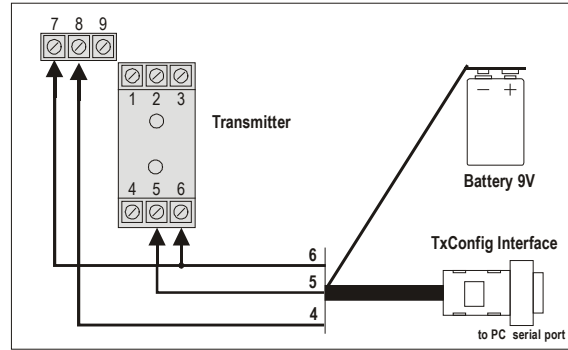 7 8 9
1 2 3
Transmitter
4 5 6
− +
Battery 9V
6
TxConfig Interface
5
4
to PC serial port